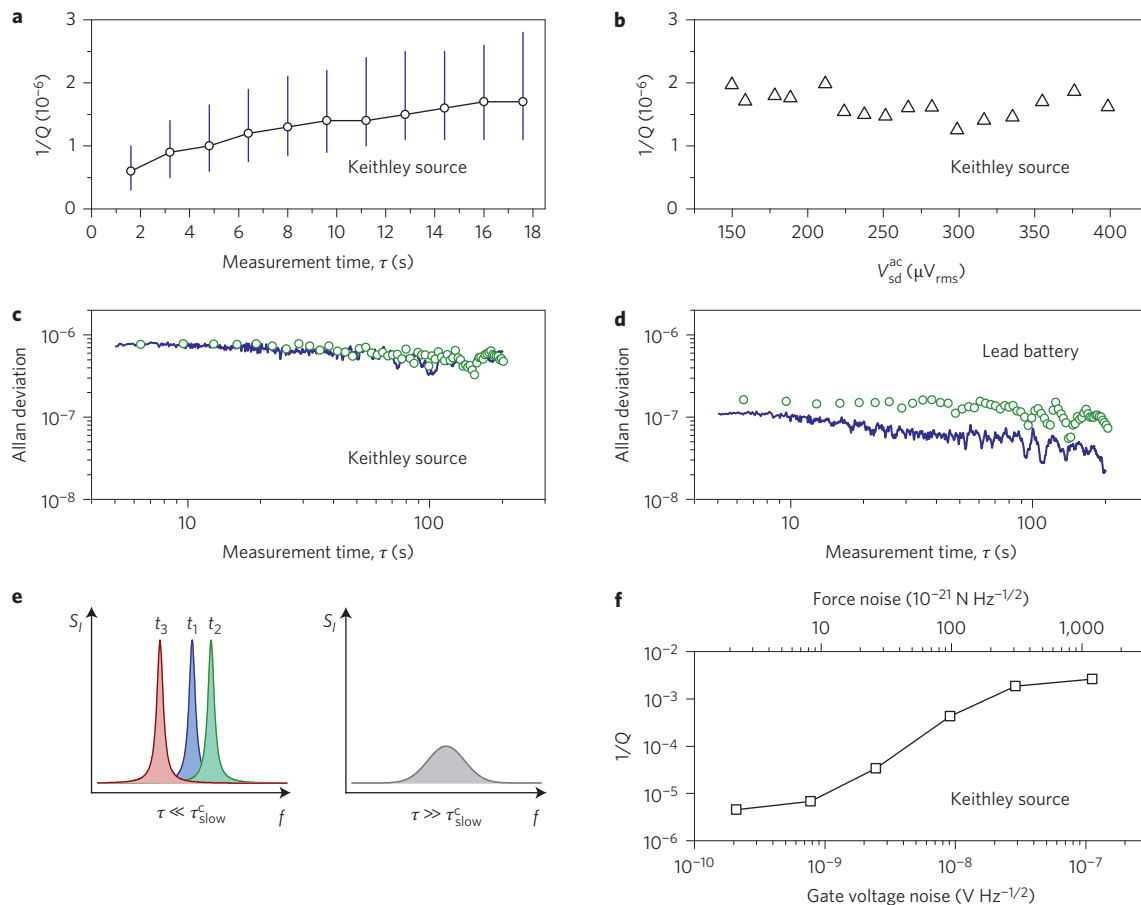 a
3
2
1
0
1/Q (10⁻⁶)
Keithley source
0 2 4 6 8 10 12 14 16 18
Measurement time, τ (s)
b
3
2
1
0
1/Q (10⁻⁶)
Keithley source
150 200 250 300 350 400
V_sd^ac (μV_rms)
c
10⁻⁶
10⁻⁷
10⁻⁸
Allan deviation
Keithley source
10 100
Measurement time, τ (s)
d
Lead battery
10⁻⁶
10⁻⁷
10⁻⁸
Allan deviation
10 100
Measurement time, τ (s)
e
S_I t₃ t₁ t₂
τ ≪ τ_slow^c f
S_I
τ ≫ τ_slow^c f
f
Force noise (10⁻²¹ N Hz⁻¹/²)
10 100 1,000
10⁻²
10⁻³
10⁻⁴
10⁻⁵
10⁻⁶
1/Q
Keithley source
10⁻¹⁰ 10⁻⁹ 10⁻⁸ 10⁻⁷
Gate voltage noise (V Hz⁻¹/²)